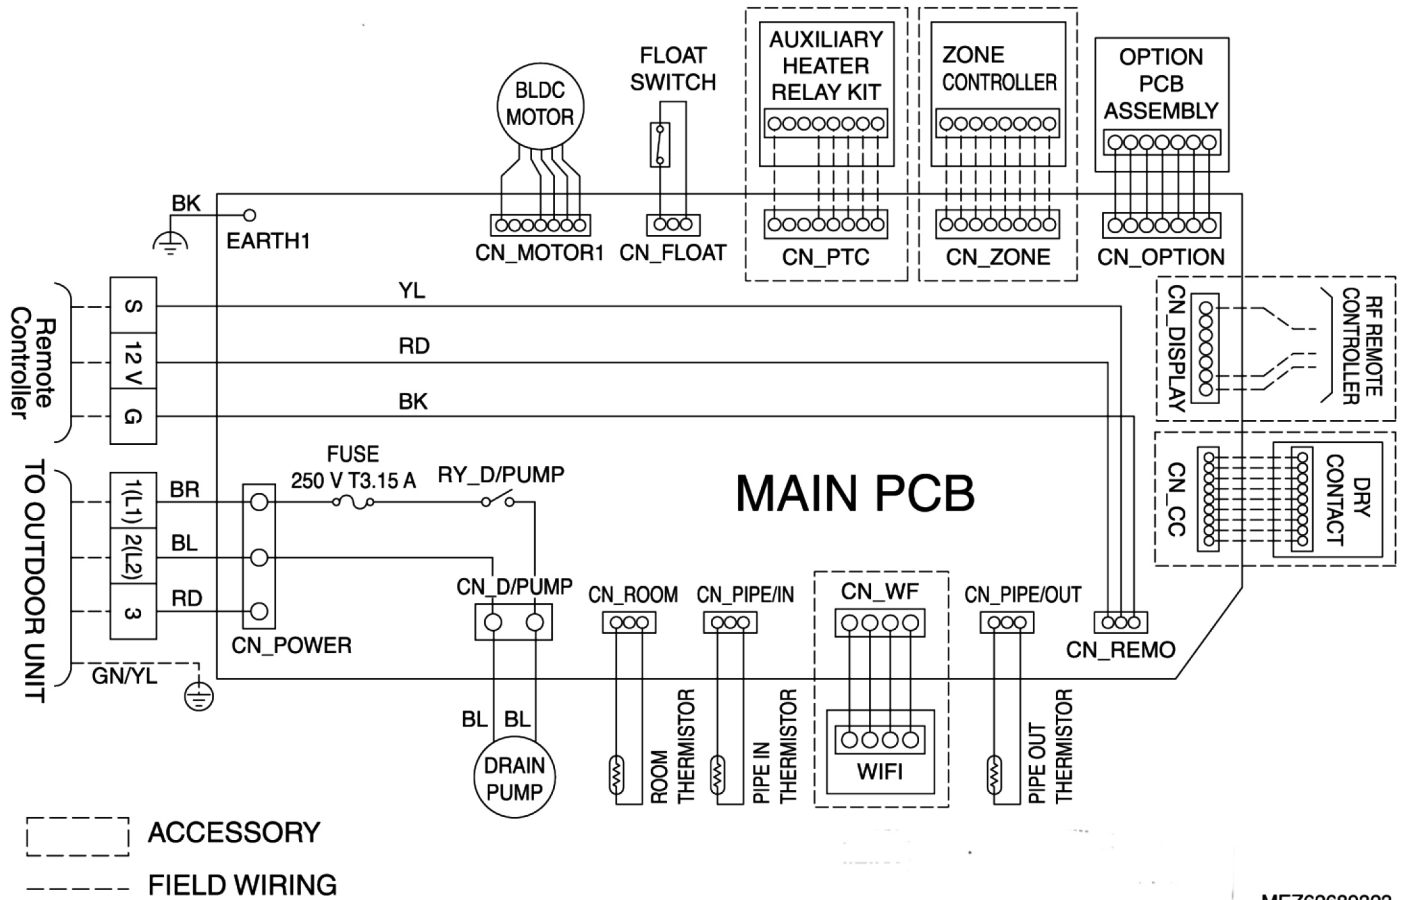 FLOAT
SWITCH
BLDC
MOTOR
AUXILIARY
HEATER
RELAY KIT
ZONE
CONTROLLER
OPTION
PCB
ASSEMBLY
BK
EARTH1
CN_MOTOR1
CN_FLOAT
CN_PTC
CN_ZONE
CN_OPTION
Remote
Controller
S
12 V
G
YL
RD
BK
CN_DISPLAY
RF REMOTE
CONTROLLER
CN_CC
DRY
CONTACT
TO OUTDOOR UNIT
1(L1)
2(L2)
3
BR
BL
RD
GN/YL
CN_POWER
FUSE
250 V T3.15 A
RY_D/PUMP
MAIN PCB
CN_D/PUMP
CN_ROOM
CN_PIPE/IN
CN_WF
CN_PIPE/OUT
CN_REMO
BL
BL
DRAIN
PUMP
ROOM
THERMISTOR
PIPE IN
THERMISTOR
WIFI
PIPE OUT
THERMISTOR
ACCESSORY
FIELD WIRING